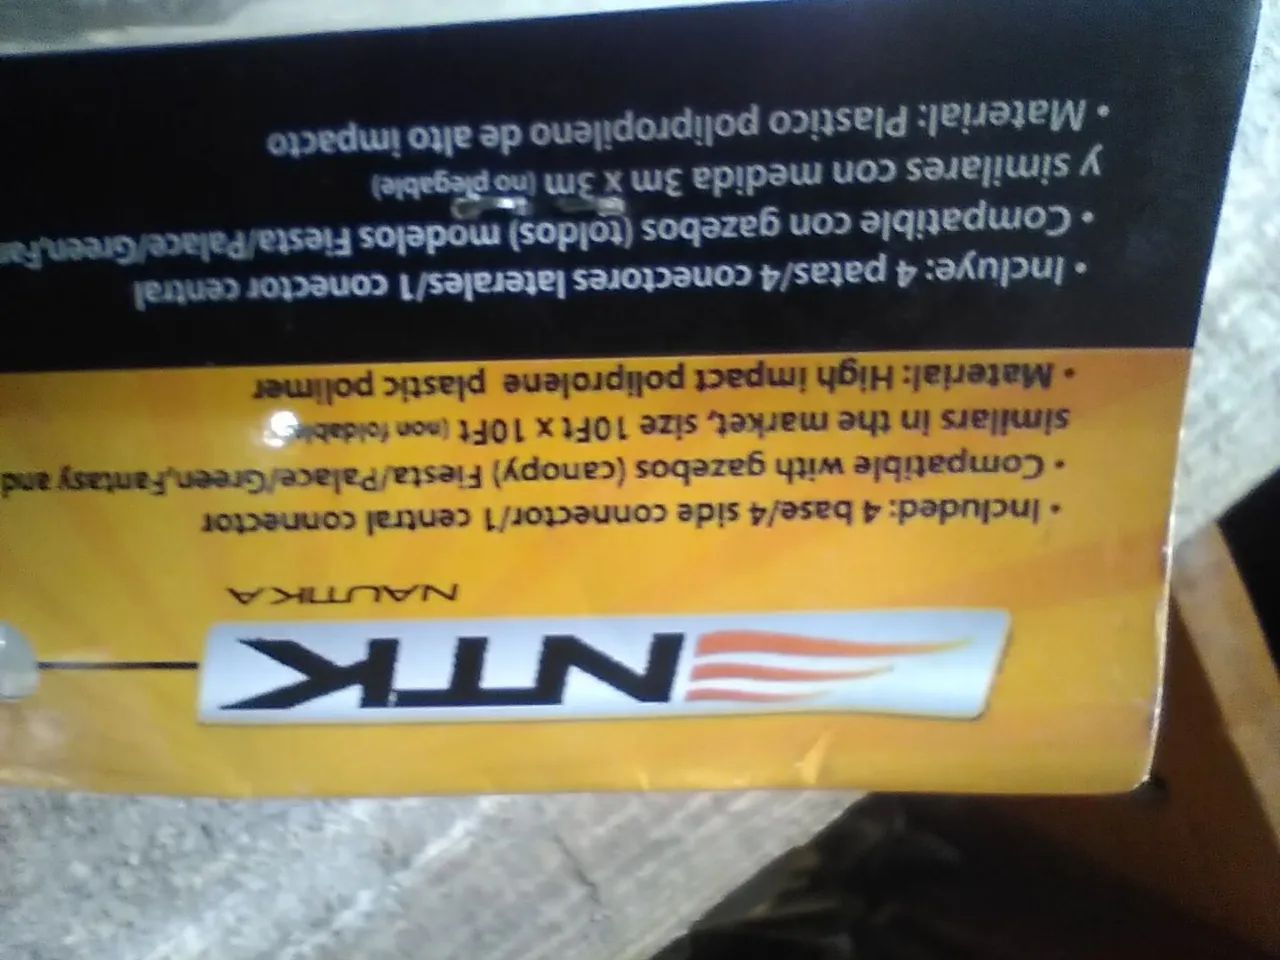 NTK
NAUTIKA
• Included: 4 base/4 side connector/1 central connector
• Compatible with gazebos (canopy) Fiesta/Palace/Green,Fantasy and
similars in the market, size 10Ft x 10Ft (non foldable)
• Material: High impact poliprolene plastic polimer
• Incluye: 4 patas/4 conectores laterales/1 conector central
• Compatible con gazebos (toldos) modelos Fiesta/Palace/Green,Fan
y similares con medida 3m x 3m (no plegable)
• Material: Plastico polipropileno de alto impacto